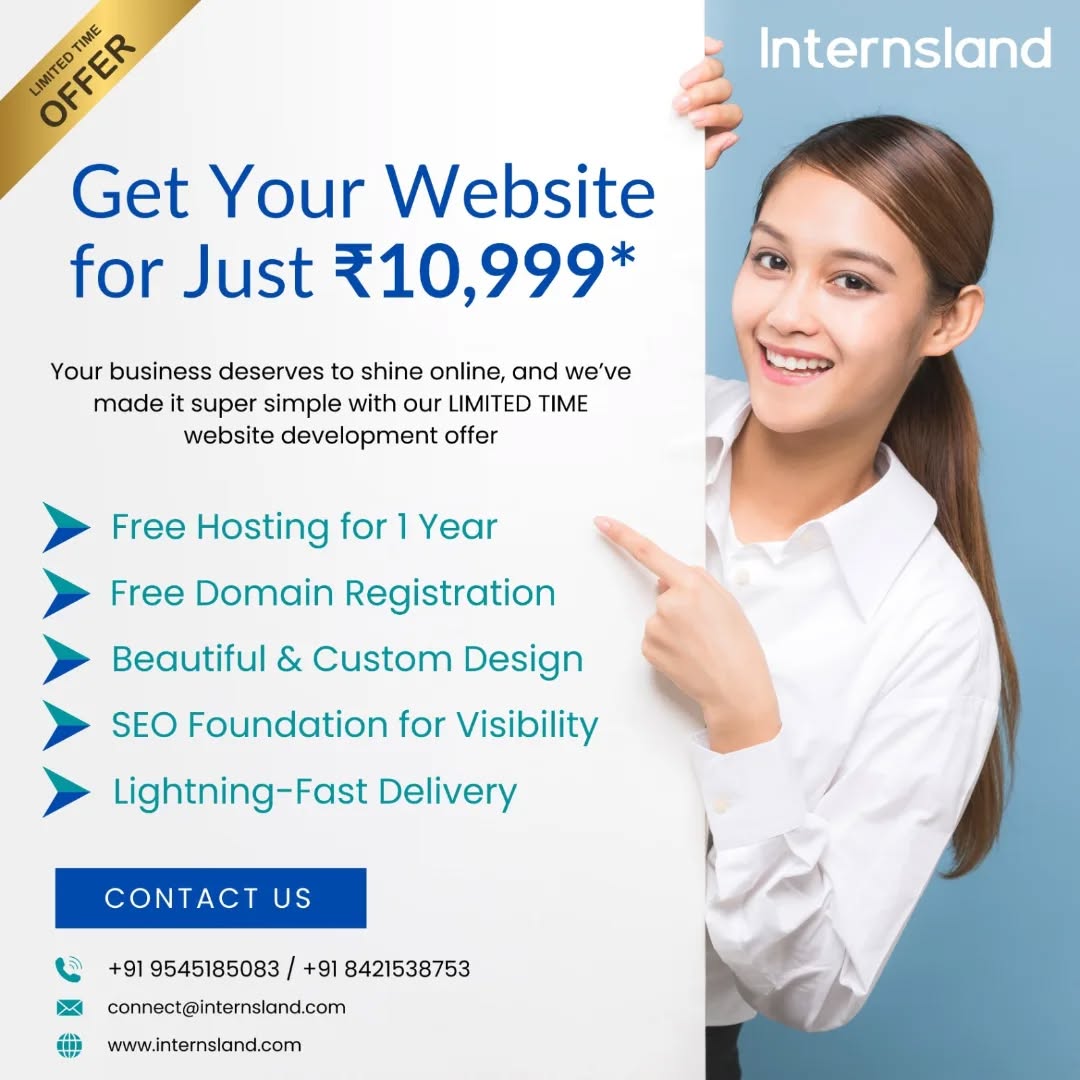 LIMITED TIME
OFFER
Internsland
Get Your Website
for Just ₹10,999*
Your business deserves to shine online, and we’ve
made it super simple with our LIMITED TIME
website development offer
Free Hosting for 1 Year
Free Domain Registration
Beautiful & Custom Design
SEO Foundation for Visibility
Lightning-Fast Delivery
CONTACT US
+91 9545185083 / +91 8421538753
connect@internsland.com
www.internsland.com